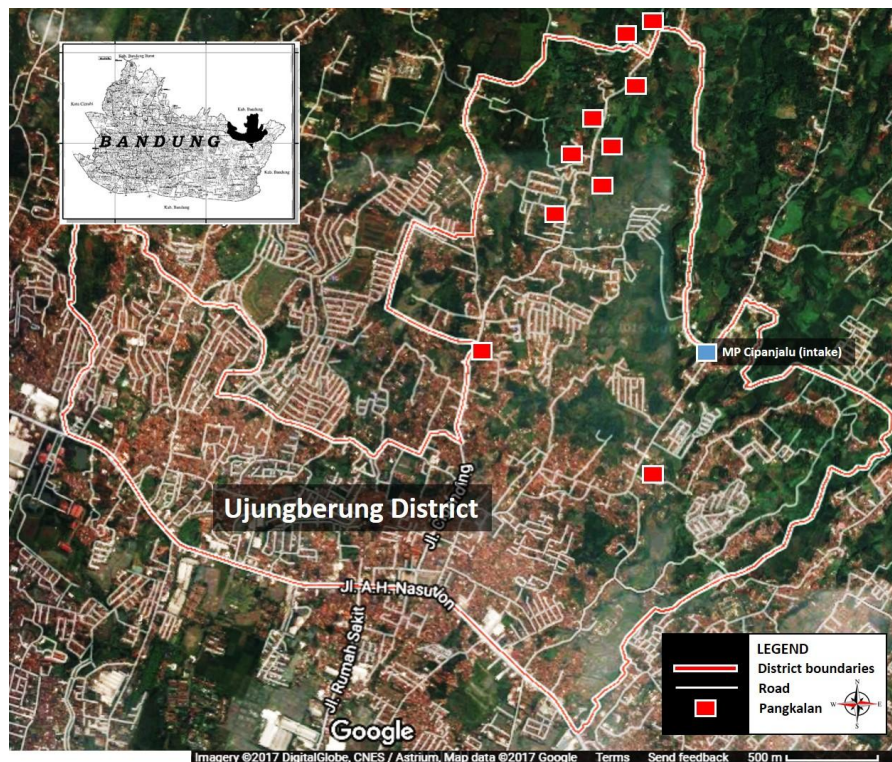 Kab. Bandung Barat
Kota Cimahi
Kab. Bandung
BANDUNG
Kab. Bandung
Kab. Bandung
MP Cipanjalu (intake)
Ujungberung District
Jl.
Jl. A.H. Nasution
Jl. Rumah Sakit
Google
LEGEND
District boundaries
Road
Pangkalan
N
W
E
S
Imagery ©2017 DigitalGlobe, CNES / Astrium, Map data ©2017 Google Terms Send feedback 500 m